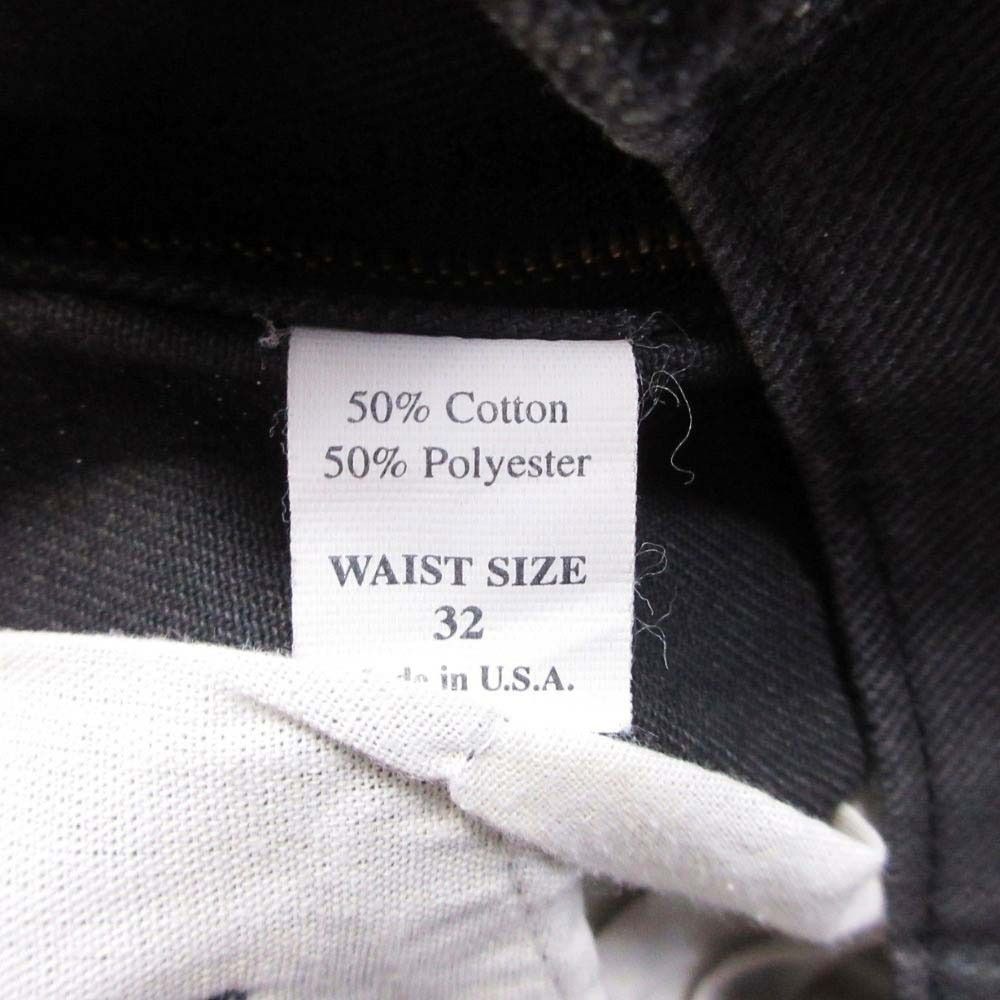 50% Cotton
50% Polyester
WAIST SIZE
32
in U.S.A.